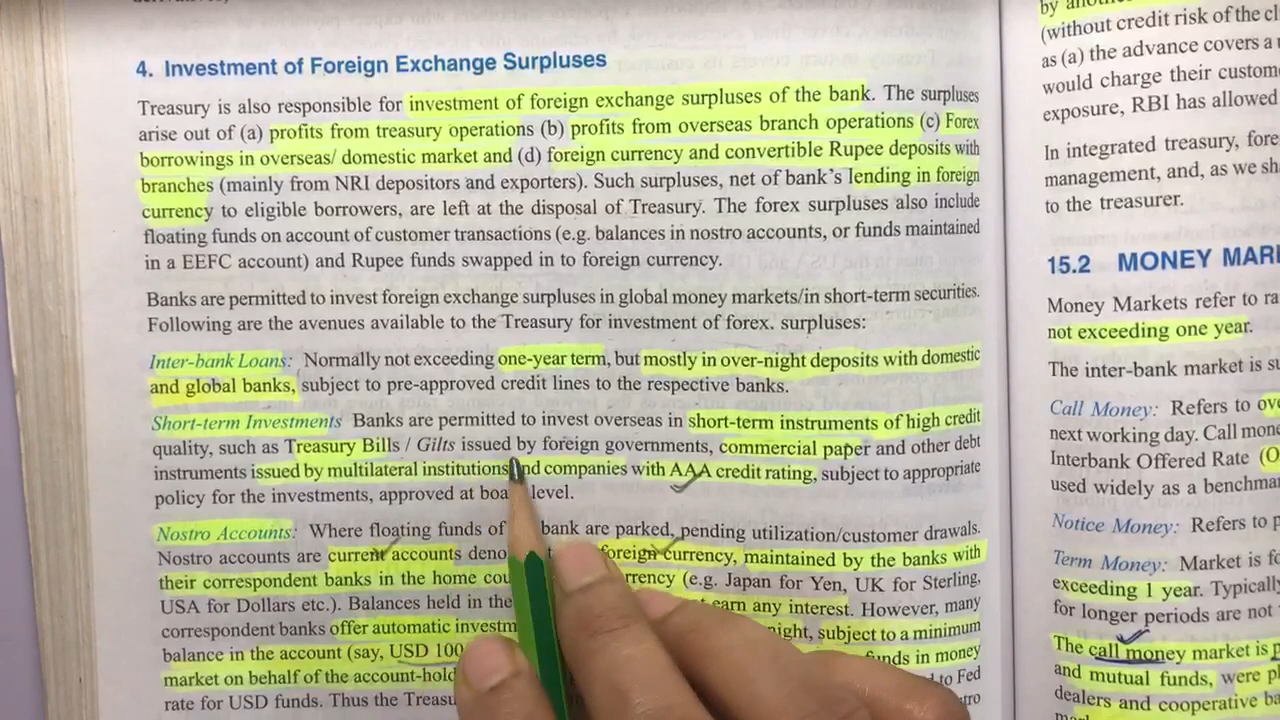 4. Investment of Foreign Exchange Surpluses
Treasury is also responsible for investment of foreign exchange surpluses of the bank. The surpluses
arise out of (a) profits from treasury operations (b) profits from overseas branch operations (c) Forex
borrowings in overseas/ domestic market and (d) foreign currency and convertible Rupee deposits with
branches (mainly from NRI depositors and exporters). Such surpluses, net of bank's lending in foreign
currency to eligible borrowers, are left at the disposal of Treasury. The forex surpluses also include
floating funds on account of customer transactions (e.g. balances in nostro accounts, or funds maintained
in a EEFC account) and Rupee funds swapped in to foreign currency.
Banks are permitted to invest foreign exchange surpluses in global money markets/in short-term securities.
Following are the avenues available to the Treasury for investment of forex. surpluses:
Inter-bank Loans: Normally not exceeding one-year term, but mostly in over-night deposits with domestic
and global banks, subject to pre-approved credit lines to the respective banks.
Short-term Investments Banks are permitted to invest overseas in short-term instruments of high credit
quality, such as Treasury Bills / Gilts issued by foreign governments, commercial paper and other debt
instruments issued by multilateral institutions and companies with AAA credit rating, subject to appropriate
policy for the investments, approved at level.
Nostro Accounts: Where floating funds of bank are parked, pending utilization/customer drawals.
Nostro accounts are current accounts foreign currency, maintained by the banks with
their correspondent banks in the home (e.g. Japan for Yen, UK for Sterling,
USA for Dollars etc.). Balances held in the earn any interest. However, many
correspondent banks offer automatic subject to a minimum
balance in the account (say, USD 100 funds in money
market on behalf of the to Fed
rate for USD funds. Thus the
by
(without credit risk of the
as (a) the advance covers a
would charge their
exposure, RBI has allowed
In integrated treasury,
management, and, as we
to the treasurer.
15.2 MONEY
Money Markets refer to
not exceeding one year.
The inter-bank market is
Call Money: Refers to
next working day. Call
Interbank Offered Rate
used widely as a
Notice Money: Refers to
Term Money: Market is
exceeding 1 year.
for longer periods are not
The call money market is
and mutual funds, were
dealers and cooperative